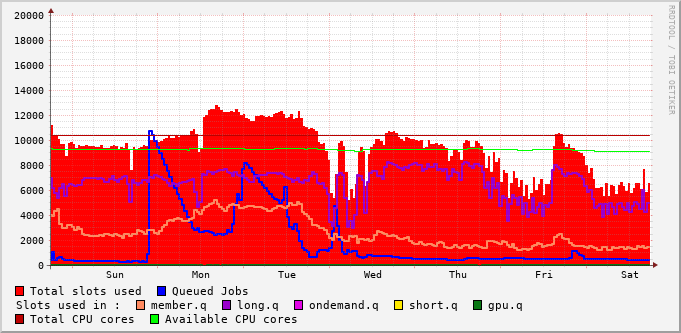 RRDTOOL / TOBI OETIKER
20000
18000
16000
14000
12000
10000
8000
6000
4000
2000
0
Sun Mon Tue Wed Thu Fri Sat
Total slots used Queued Jobs
Slots used in : member.q long.q ondemand.q short.q gpu.q
Total CPU cores Available CPU cores